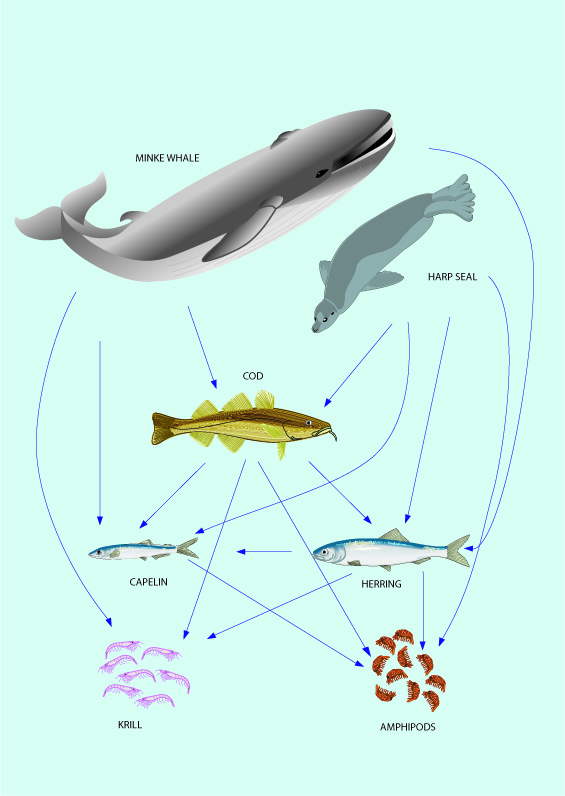 MINKE WHALE
HARP SEAL
COD
CAPELIN
HERRING
KRILL
AMPHIPODS